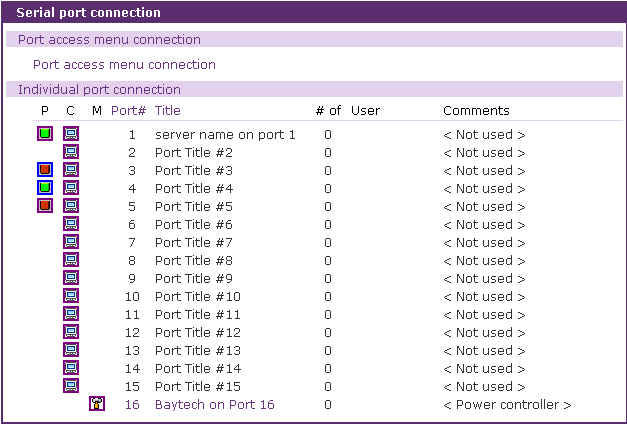 Serial port connection
Port access menu connection
Port access menu connection
Individual port connection
P C M Port# Title # of User Comments
1 server name on port 1 0 < Not used >
2 Port Title #2 0 < Not used >
3 Port Title #3 0 < Not used >
4 Port Title #4 0 < Not used >
5 Port Title #5 0 < Not used >
6 Port Title #6 0 < Not used >
7 Port Title #7 0 < Not used >
8 Port Title #8 0 < Not used >
9 Port Title #9 0 < Not used >
10 Port Title #10 0 < Not used >
11 Port Title #11 0 < Not used >
12 Port Title #12 0 < Not used >
13 Port Title #13 0 < Not used >
14 Port Title #14 0 < Not used >
15 Port Title #15 0 < Not used >
16 Baytech on Port 16 0 < Power controller >